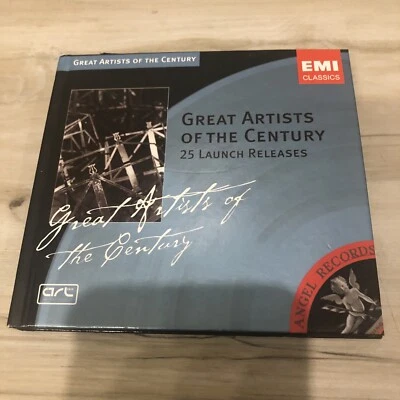 GREAT ARTISTS OF THE CENTURY
EMI
CLASSICS
GREAT ARTISTS
OF THE CENTURY
25 LAUNCH RELEASES
Great Artists of
the Century
art
ANGEL RECORDS